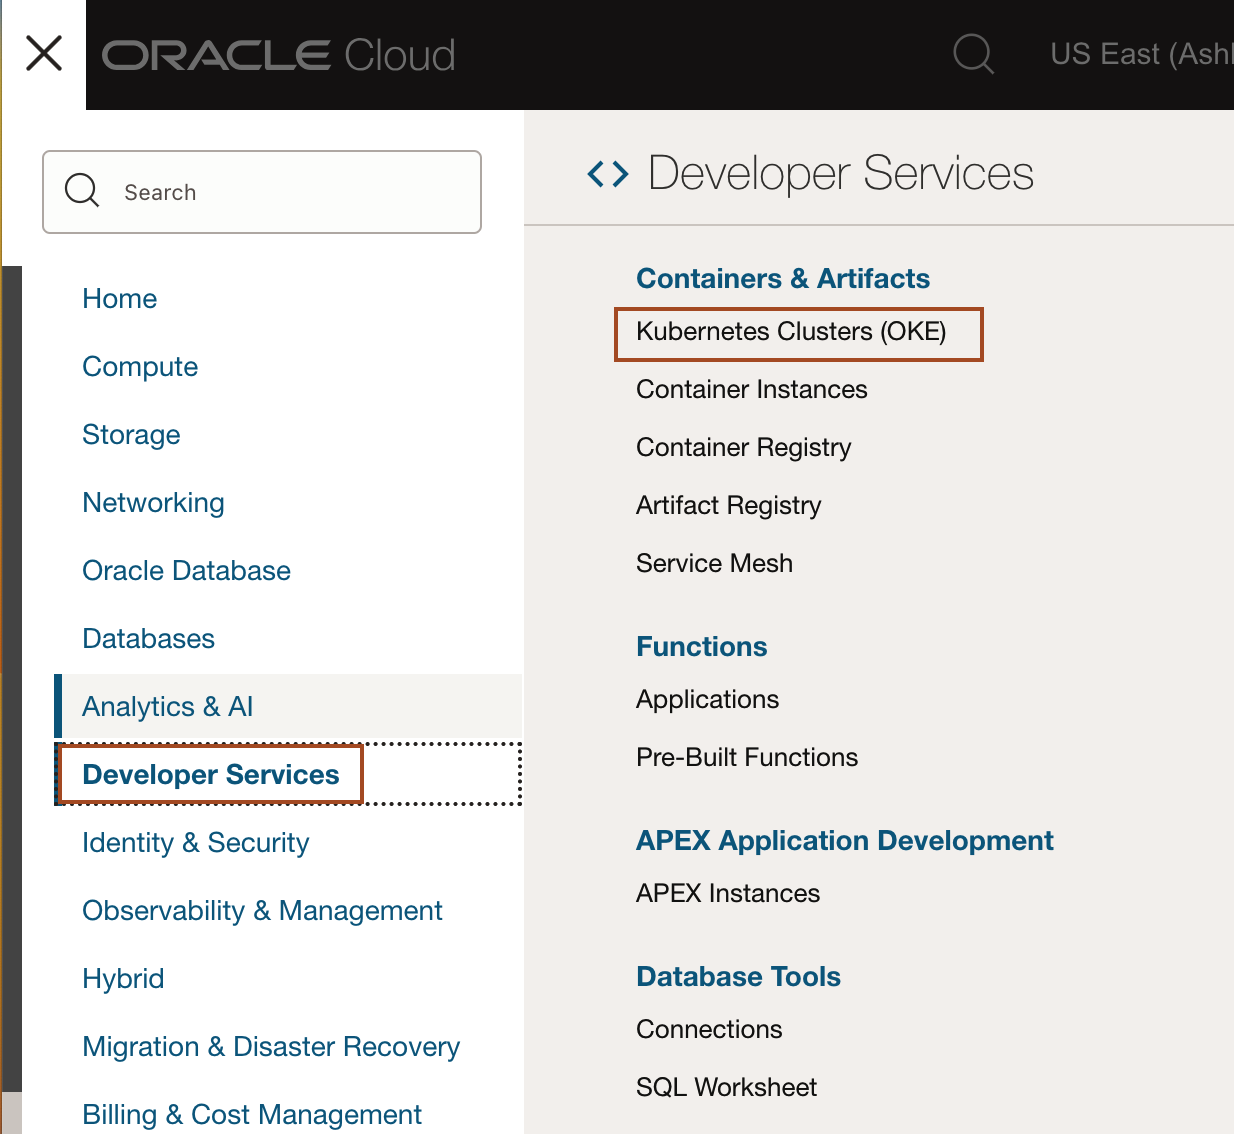 ORACLE Cloud
US East (Ash
Search
Home
Compute
Storage
Networking
Oracle Database
Databases
Analytics & AI
Developer Services
Identity & Security
Observability & Management
Hybrid
Migration & Disaster Recovery
Billing & Cost Management
Developer Services
Containers & Artifacts
Kubernetes Clusters (OKE)
Container Instances
Container Registry
Artifact Registry
Service Mesh
Functions
Applications
Pre-Built Functions
APEX Application Development
APEX Instances
Database Tools
Connections
SQL Worksheet